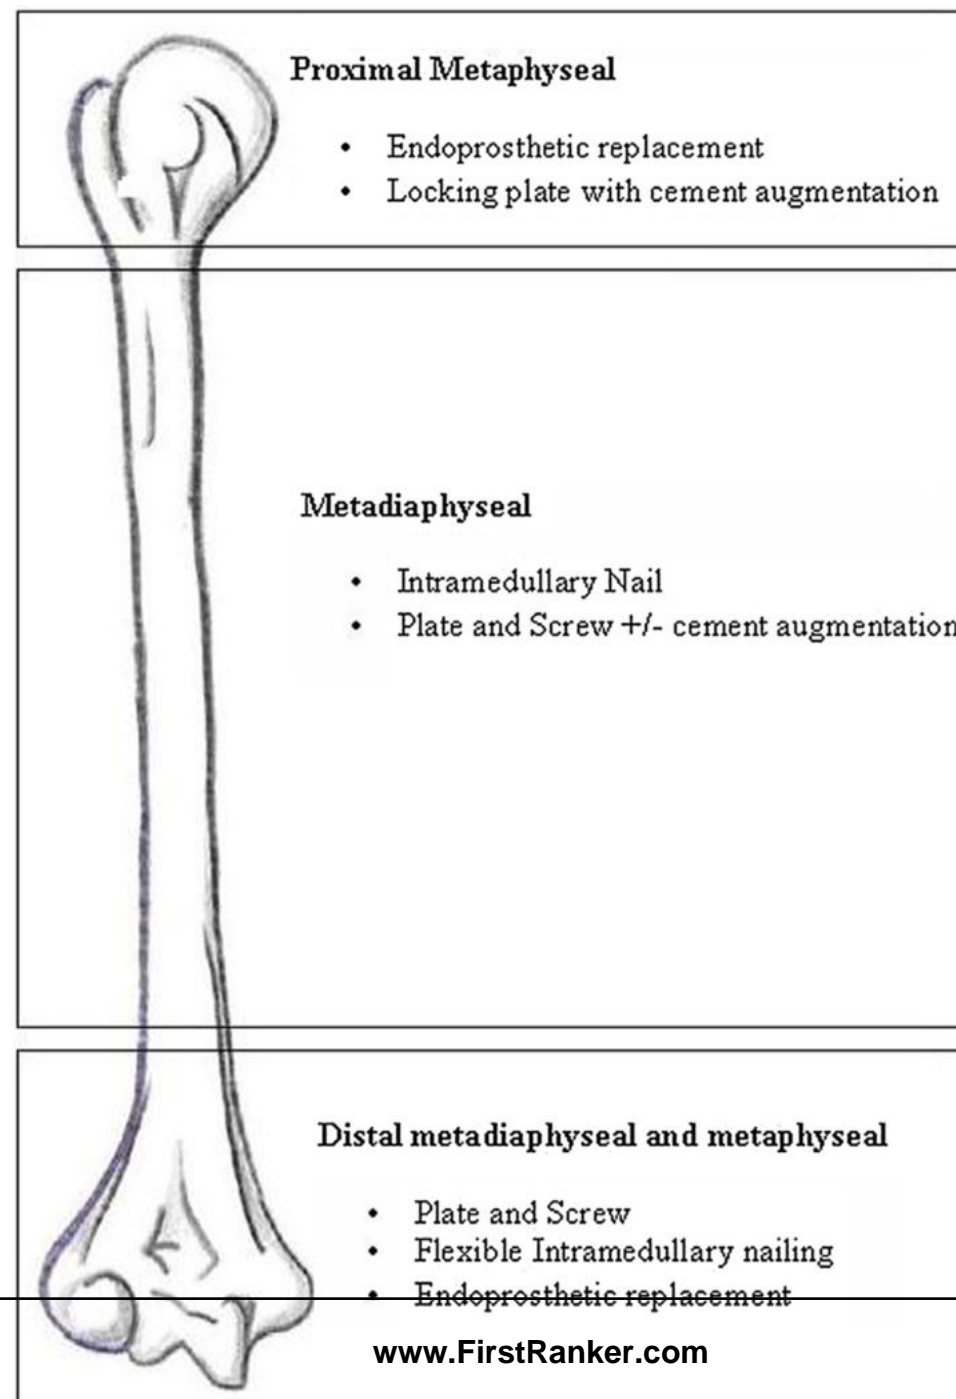 Proximal Metaphyseal
• Endoprosthetic replacement
• Locking plate with cement augmentation
Metadiaphyseal
• Intramedullary Nail
• Plate and Screw +/- cement augmentation
Distal metadiaphyseal and metaphyseal
• Plate and Screw
• Flexible Intramedullary nailing
• Endoprosthetic replacement
www.FirstRanker.com